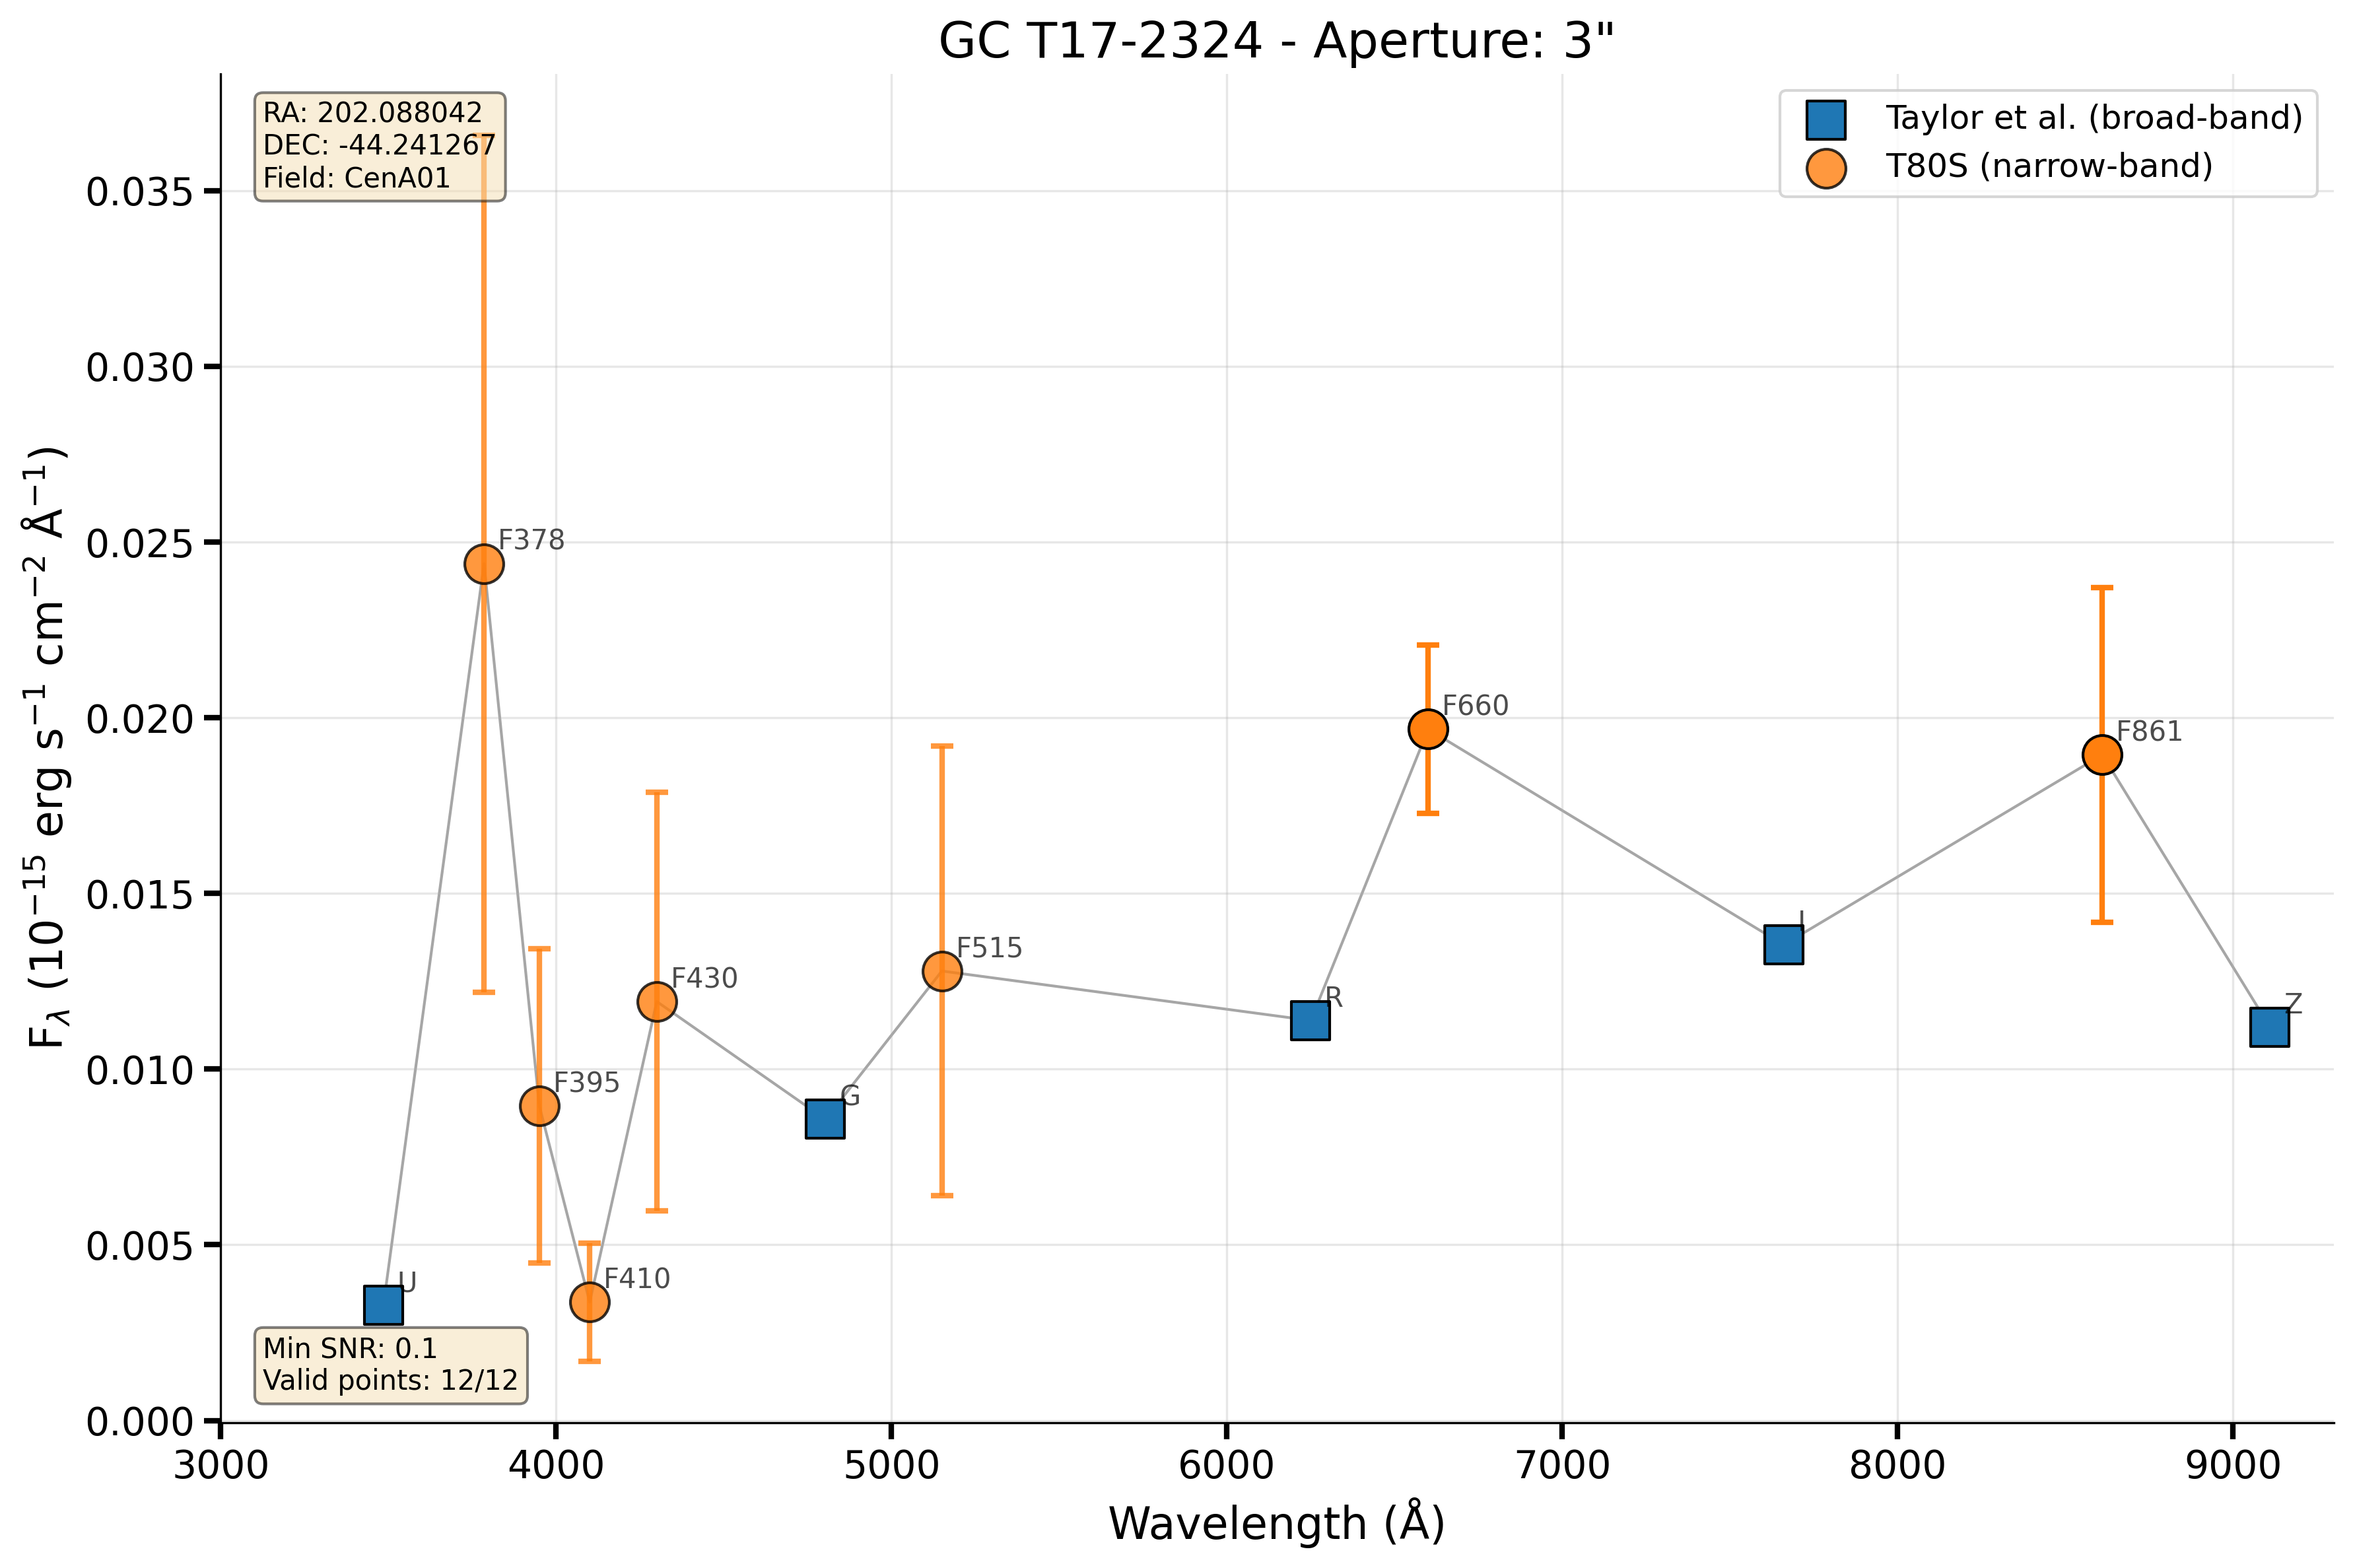 GC T17-2324 - Aperture: 3"
RA: 202.088042
DEC: -44.241267
Field: CenA01
Taylor et al. (broad-band)
T80S (narrow-band)
0.035
0.030
0.025
0.020
0.015
0.010
0.005
0.000
F_λ (10⁻¹⁵ erg s⁻¹ cm⁻² Å⁻¹)
F378
F660
F861
I
F430
F515
R
Z
F395
G
F410
U
Min SNR: 0.1
Valid points: 12/12
3000 4000 5000 6000 7000 8000 9000
Wavelength (Å)